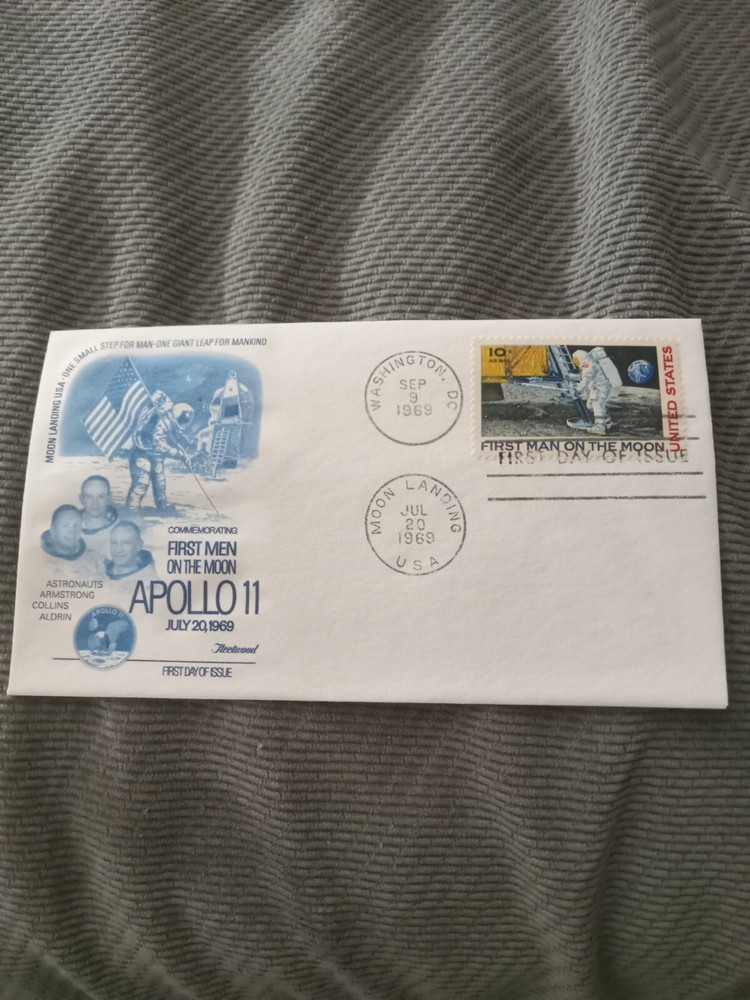 MOON LANDING USA · ONE SMALL STEP FOR MAN-ONE GIANT LEAP FOR MANKIND
COMMEMORATING
FIRST MEN
ON THE MOON
APOLLO 11
JULY 20, 1969
ASTRONAUTS
ARMSTRONG
COLLINS
ALDRIN
APOLLO 11
Fleetwood
FIRST DAY OF ISSUE
WASHINGTON, DC
SEP
9
1969
MOON LANDING
JUL
20
1969
USA
10c
AIR MAIL
UNITED STATES
FIRST MAN ON THE MOON
FIRST DAY OF ISSUE